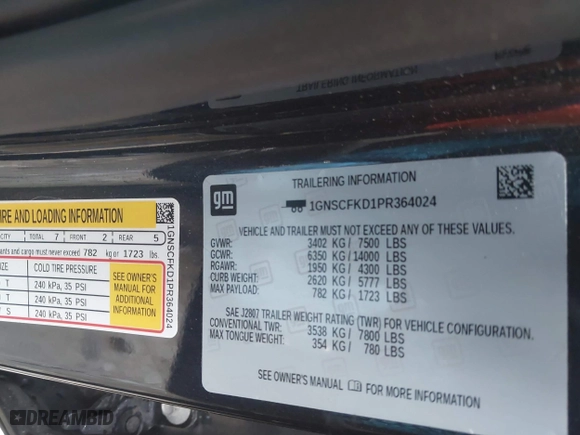 IRE AND LOADING INFORMATION
CITY TOTAL 7 FRONT 2 REAR 5
ants and cargo must never exceed 782 kg or 1723 lbs.
ZE COLD TIRE PRESSURE
T 240 kPa, 35 PSI
T 240 kPa, 35 PSI
S 240 kPa, 35 PSI
SEE OWNER'S
MANUAL FOR
ADDITIONAL
INFORMATION
1GNSCFKD1PR364024
gm
TRAILERING INFORMATION
1GNSCFKD1PR364024
VEHICLE AND TRAILER MUST NOT EXCEED ANY OF THESE VALUES.
GVWR: 3402 KG / 7500 LBS
GCWR: 6350 KG / 14000 LBS
RGAWR: 1950 KG / 4300 LBS
CURB WEIGHT: 2620 KG / 5777 LBS
MAX PAYLOAD: 782 KG / 1723 LBS
SAE J2807 TRAILER WEIGHT RATING (TWR) FOR VEHICLE CONFIGURATION.
CONVENTIONAL TWR: 3538 KG / 7800 LBS
MAX TONGUE WEIGHT: 354 KG / 780 LBS
SEE OWNER'S MANUAL FOR MORE INFORMATION.
DREAMBID